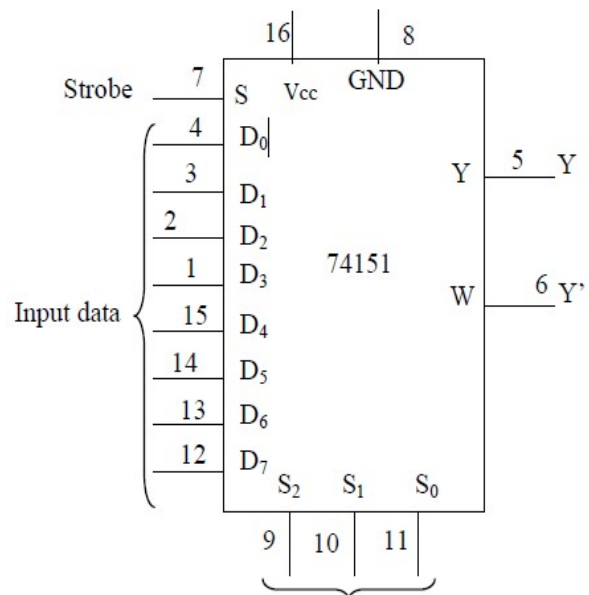 16 8
7 Vcc GND
Strobe S
4 D₀
3 D₁
2 D₂
1 D₃
15 D₄
14 D₅
13 D₆
12 D₇
Input data
74151
Y 5 Y
W 6 Y’
S₂ S₁ S₀
9 10 11